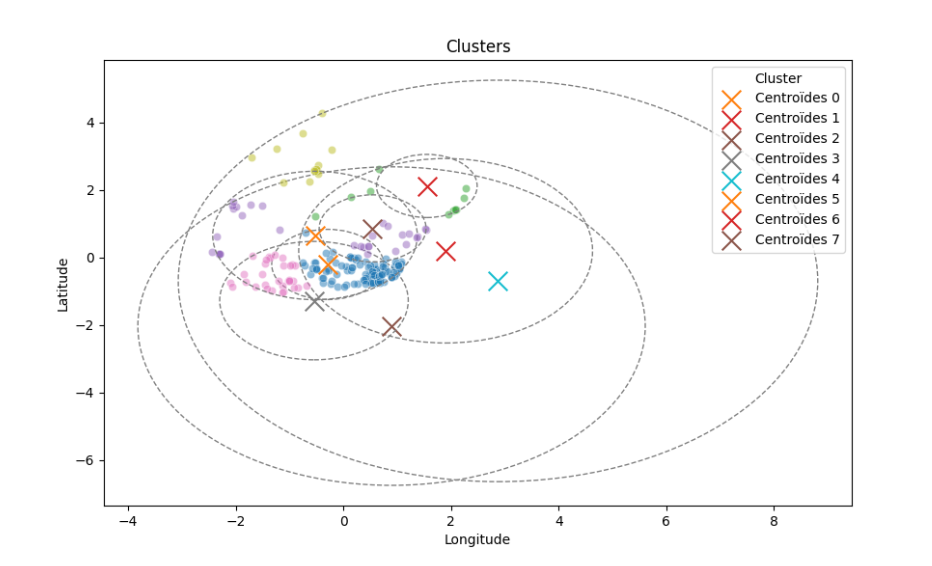 Clusters
Cluster
Centroïdes 0
Centroïdes 1
Centroïdes 2
Centroïdes 3
Centroïdes 4
Centroïdes 5
Centroïdes 6
Centroïdes 7
Latitude
4
2
0
−2
−4
−6
−4
−2
0
2
4
6
8
Longitude